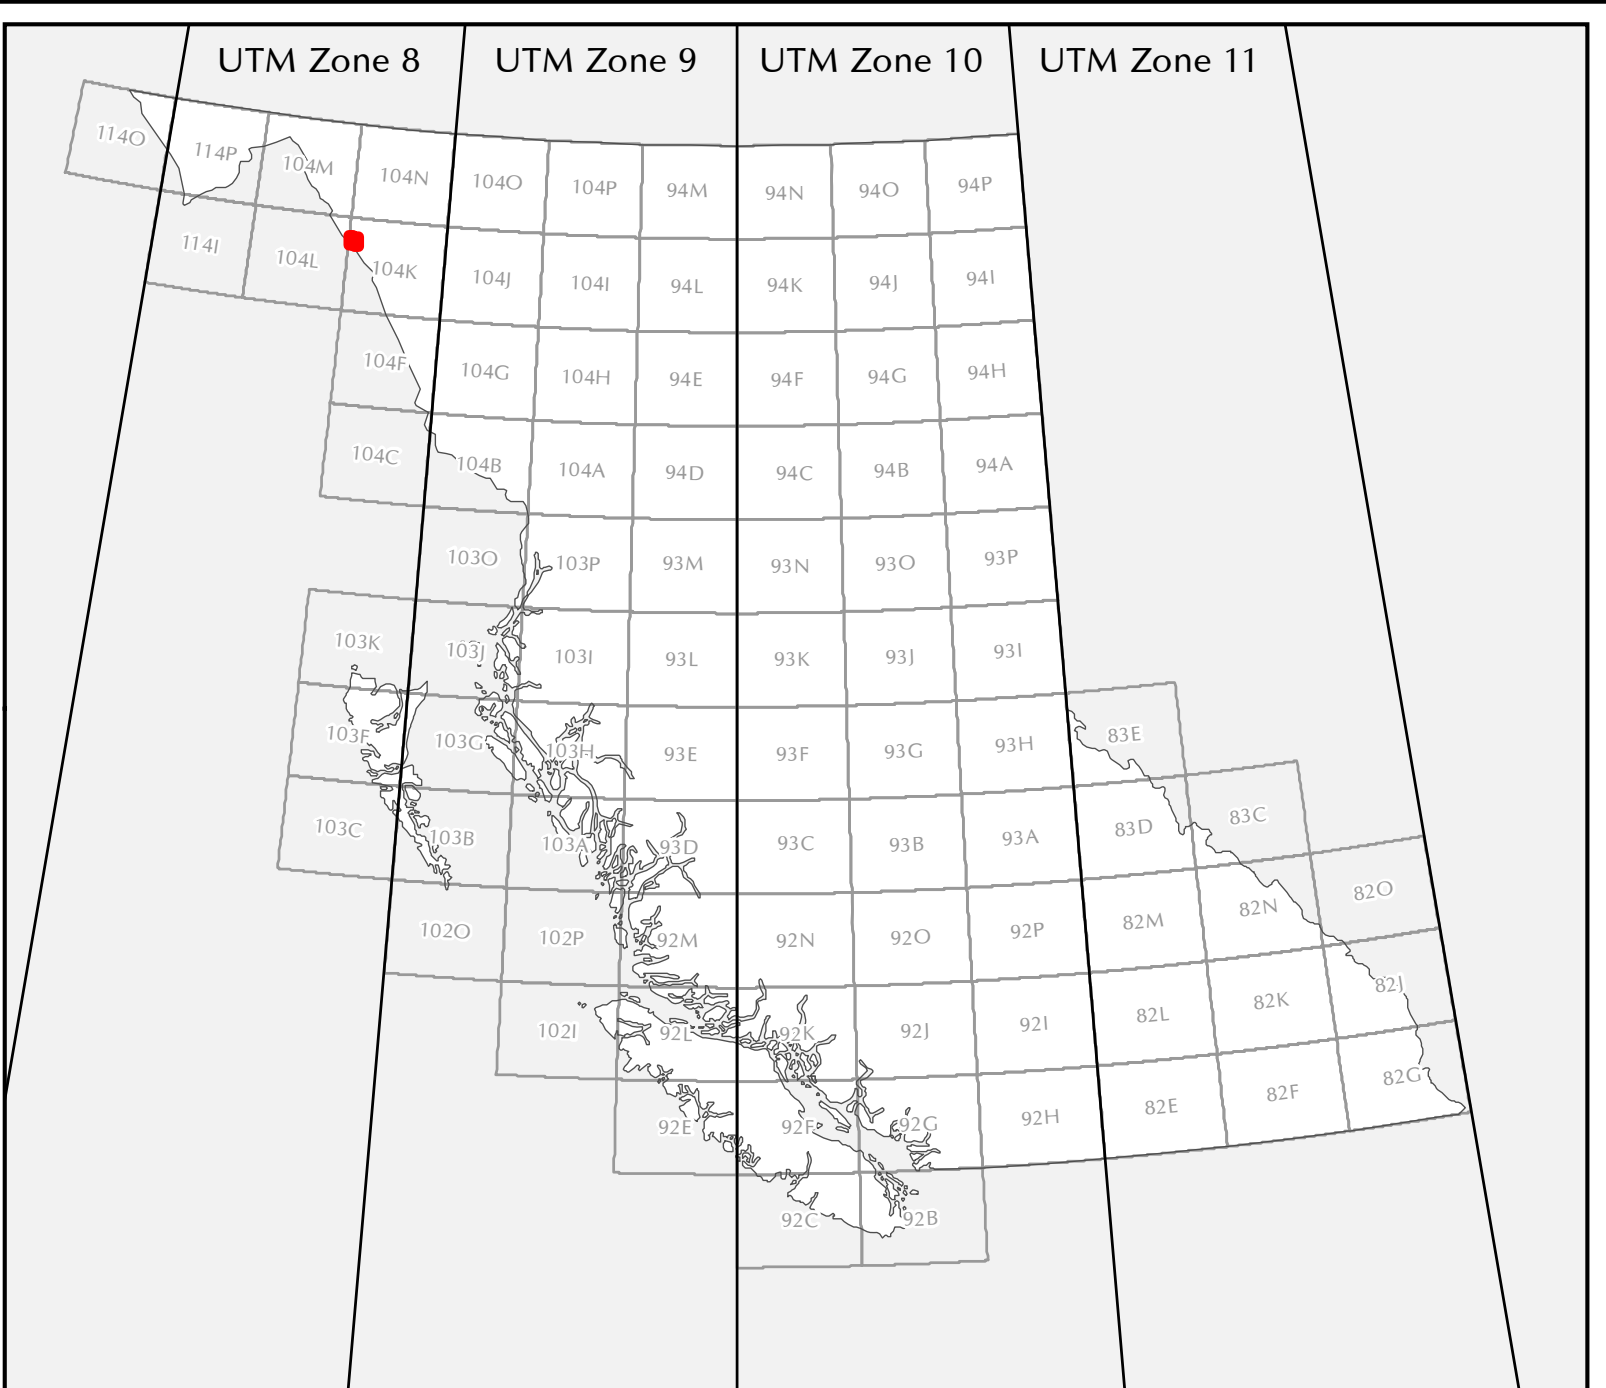 UTM Zone 8 UTM Zone 9 UTM Zone 10 UTM Zone 11
114O 114P 104M 104N 104O 104P 94M 94N 94O 94P
114I 104L 104K 104J 104I 94L 94K 94J 94I
104F 104G 104H 94E 94F 94G 94H
104C 104B 104A 94D 94C 94B 94A
103O 103P 93M 93N 93O 93P
103K 103J 103I 93L 93K 93J 93I
103F 103G 103H 93E 93F 93G 93H 83E
103C 103B 103A 93D 93C 93B 93A 83D 83C
102O 102P 92M 92N 92O 92P 82M 82N 82O
102I 92L 92K 92J 92I 82L 82K 82J
92E 92F 92G 92H 82E 82F 82G
92C 92B